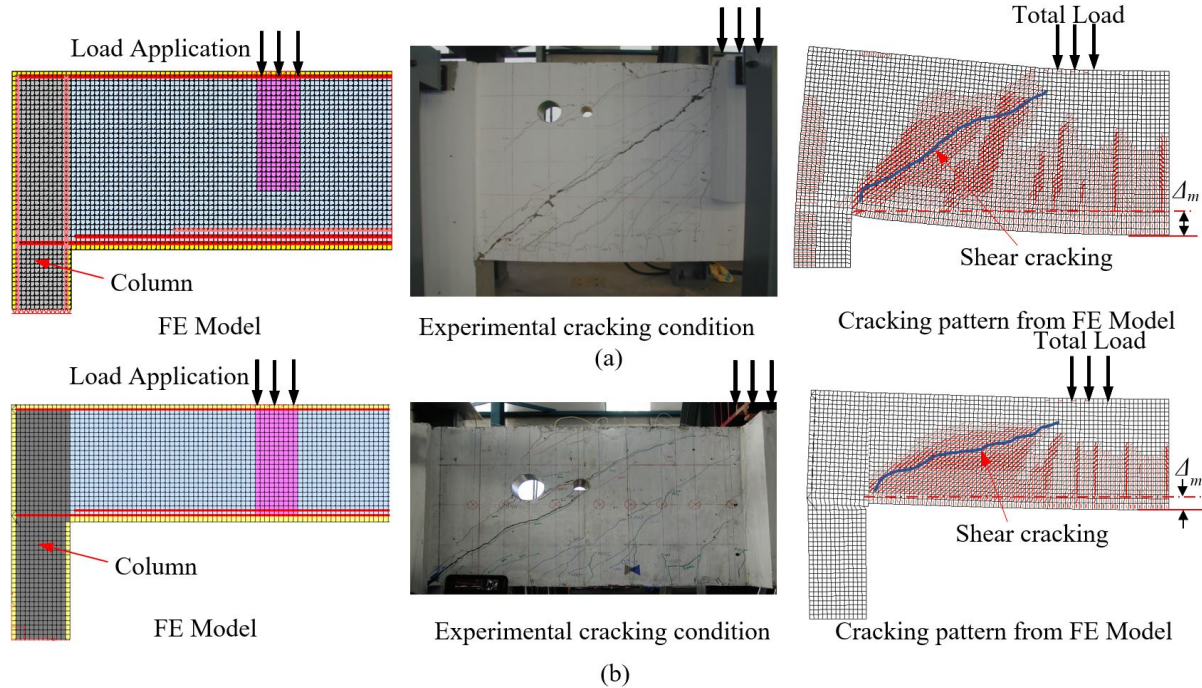 Load Application
Total Load
Column
Shear cracking
Δm
FE Model
Experimental cracking condition
Cracking pattern from FE Model
(a)
Load Application
Total Load
Column
Shear cracking
Δm
FE Model
Experimental cracking condition
Cracking pattern from FE Model
(b)